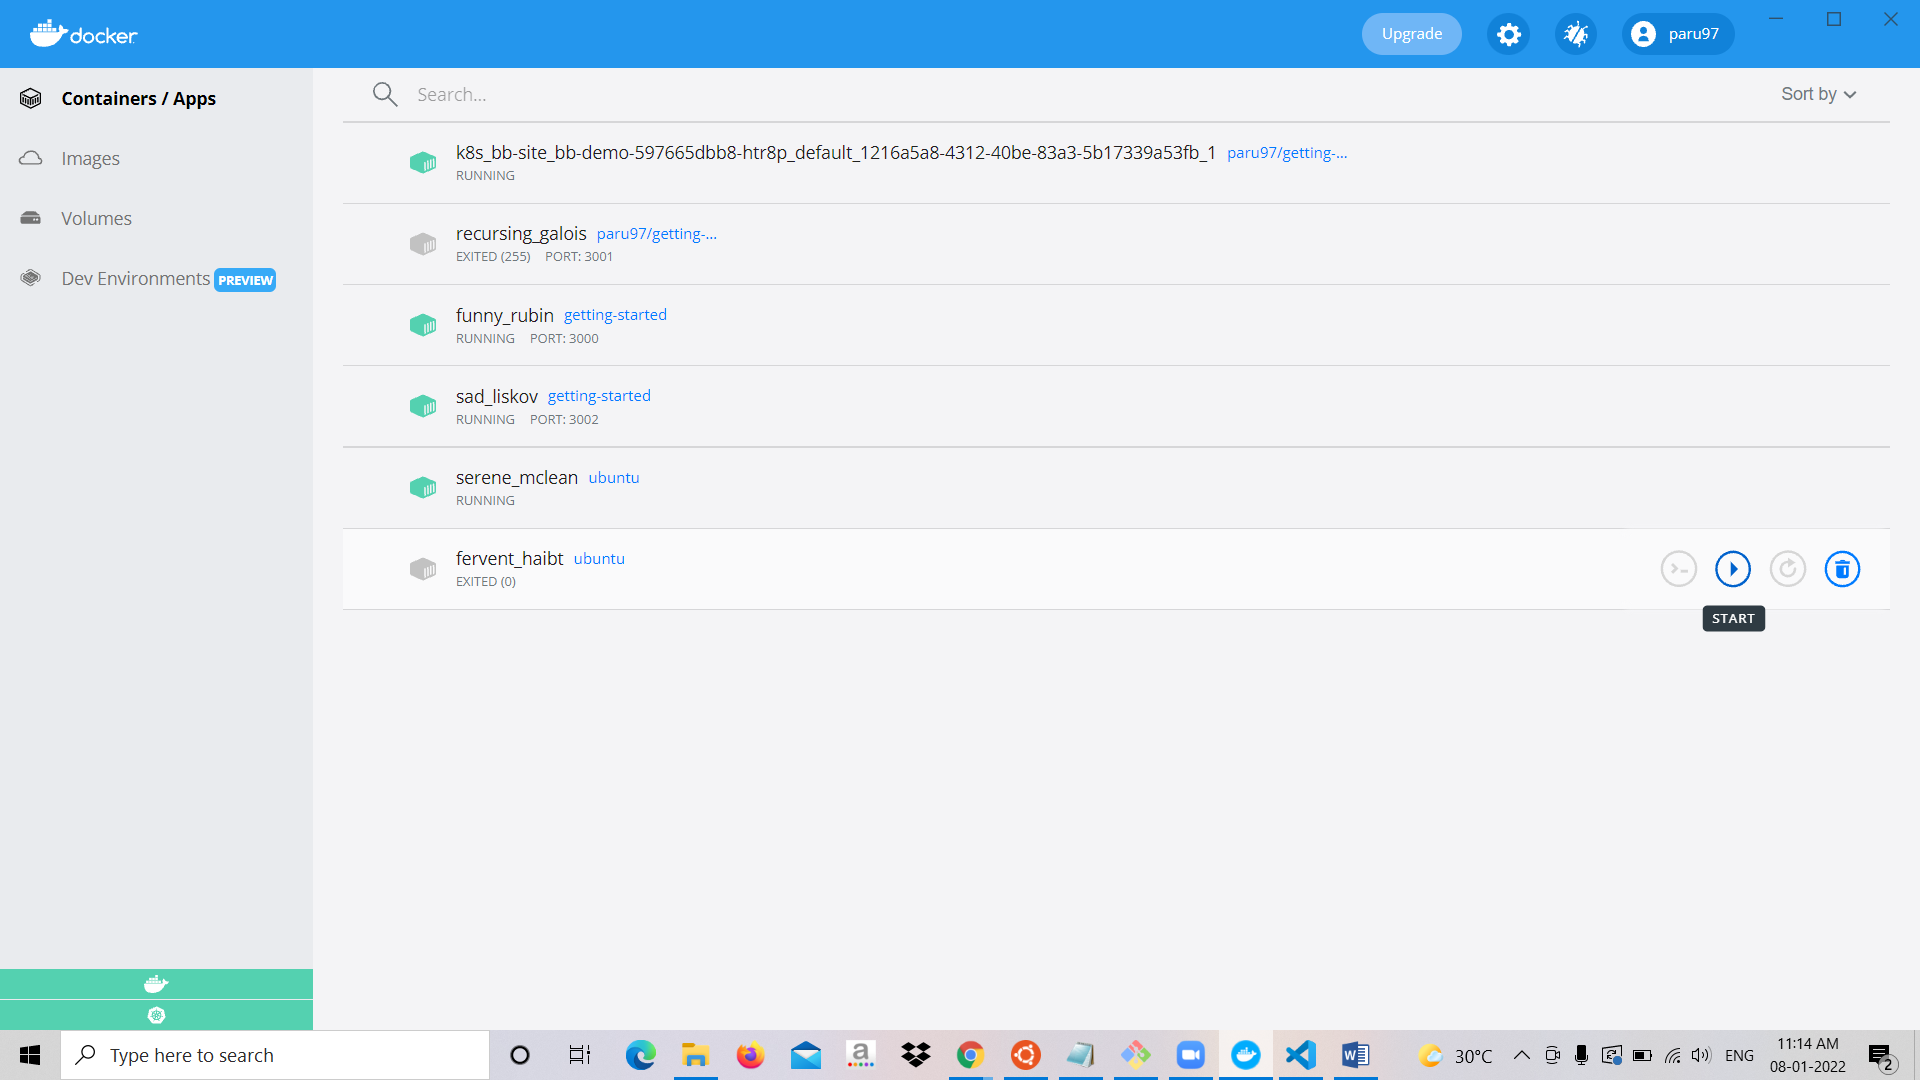 docker
Upgrade
paru97
Containers / Apps
Images
Volumes
Dev Environments PREVIEW
Search...
Sort by
k8s_bb-site_bb-demo-597665dbb8-htr8p_default_1216a5a8-4312-40be-83a3-5b17339a53fb_1 paru97/getting-...
RUNNING
recursing_galois paru97/getting-...
EXITED (255) PORT: 3001
funny_rubin getting-started
RUNNING PORT: 3000
sad_liskov getting-started
RUNNING PORT: 3002
serene_mclean ubuntu
RUNNING
fervent_haibt ubuntu
EXITED (0)
START
Type here to search
a
W
30°C
ENG
11:14 AM
08-01-2022
2